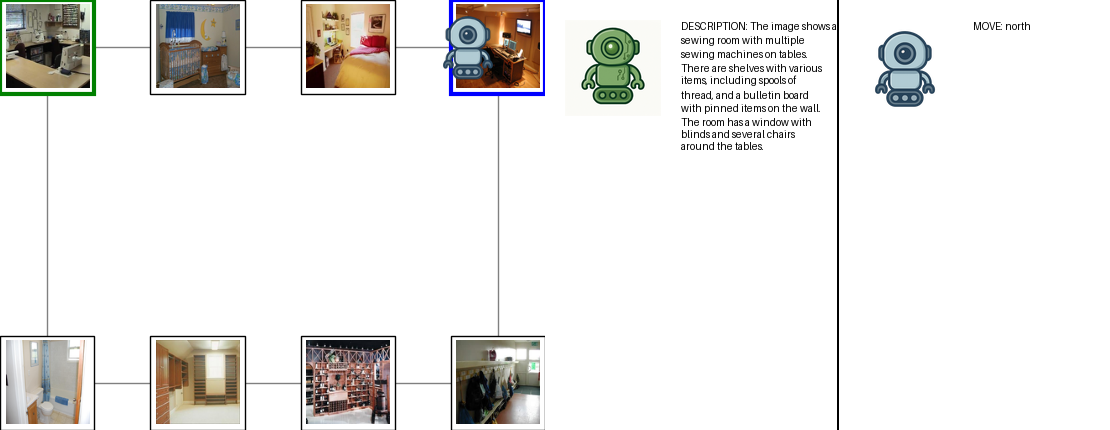 DESCRIPTION: The image shows a
sewing room with multiple
sewing machines on tables.
There are shelves with various
items, including spools of
thread, and a bulletin board
with pinned items on the wall.
The room has a window with
blinds and several chairs
around the tables.
MOVE: north